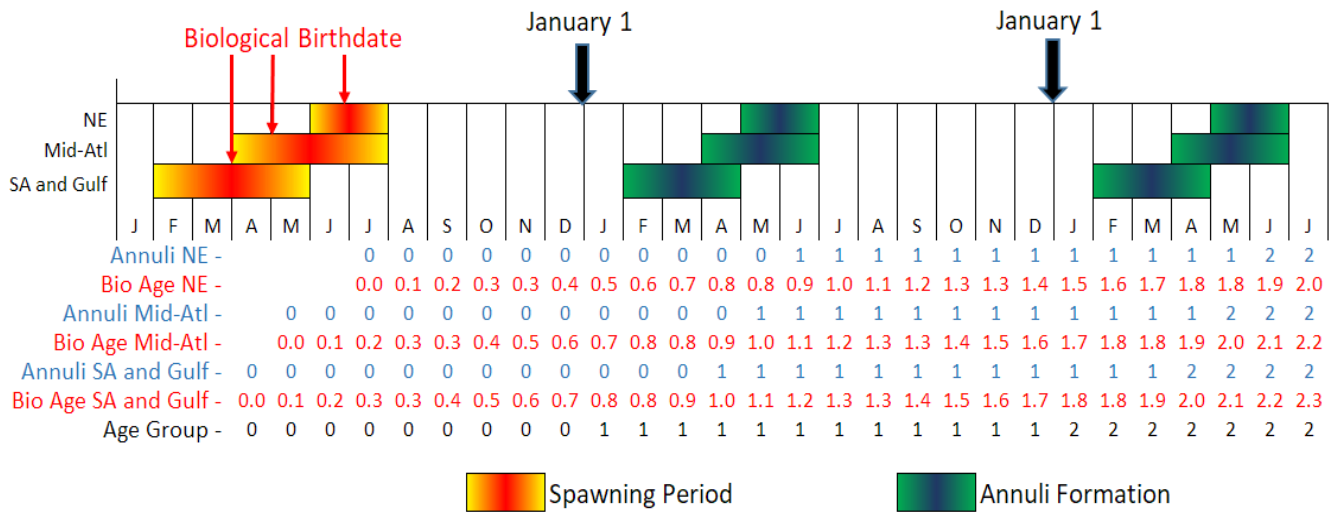 January 1
January 1
Biological Birthdate
NE
Mid-Atl
SA and Gulf
J F M A M J J A S O N D J F M A M J J A S O N D J F M A M J J
Annuli NE - 0 0 0 0 0 0 0 0 0 0 0 1 1 1 1 1 1 1 1 1 1 1 1 2 2
Bio Age NE - 0.0 0.1 0.2 0.3 0.3 0.4 0.5 0.6 0.7 0.8 0.8 0.9 1.0 1.1 1.2 1.3 1.3 1.4 1.5 1.6 1.7 1.8 1.8 1.9 2.0
Annuli Mid-Atl - 0 0 0 0 0 0 0 0 0 0 0 0 1 1 1 1 1 1 1 1 1 1 1 1 2 2 2
Bio Age Mid-Atl - 0.0 0.1 0.2 0.3 0.3 0.4 0.5 0.6 0.7 0.8 0.8 0.9 1.0 1.1 1.2 1.3 1.3 1.4 1.5 1.6 1.7 1.8 1.8 1.9 2.0 2.1 2.2
Annuli SA and Gulf - 0 0 0 0 0 0 0 0 0 0 0 0 1 1 1 1 1 1 1 1 1 1 1 1 2 2 2 2
Bio Age SA and Gulf - 0.0 0.1 0.2 0.3 0.3 0.4 0.5 0.6 0.7 0.8 0.8 0.9 1.0 1.1 1.2 1.3 1.3 1.4 1.5 1.6 1.7 1.8 1.8 1.9 2.0 2.1 2.2 2.3
Age Group - 0 0 0 0 0 0 0 0 0 1 1 1 1 1 1 1 1 1 1 1 1 2 2 2 2 2 2 2
Spawning Period
Annuli Formation